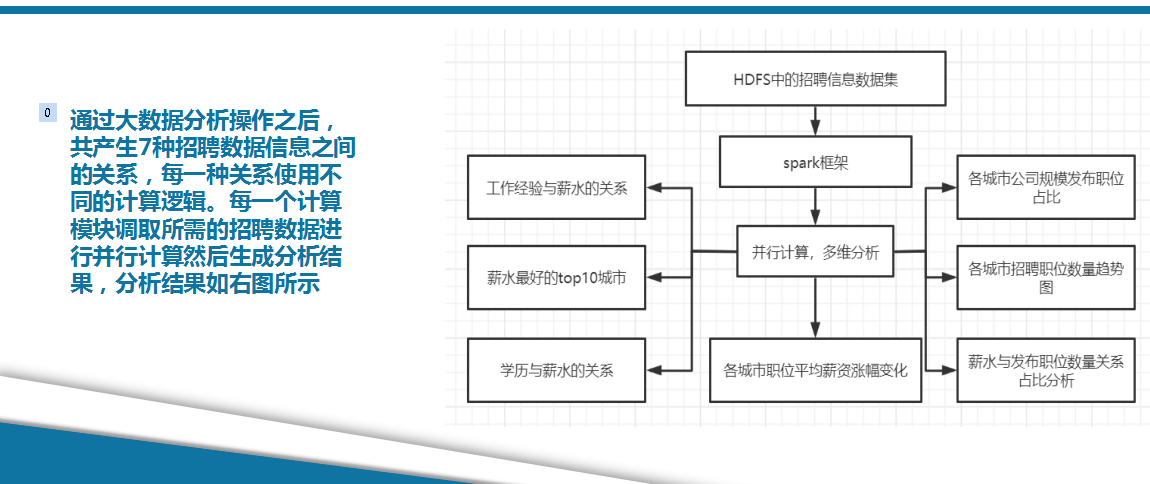 0
通过大数据分析操作之后，
共产生7种招聘数据信息之间
的关系，每一种关系使用不
同的计算逻辑。每一个计算
模块调取所需的招聘数据进
行并行计算然后生成分析结
果，分析结果如右图所示
HDFS中的招聘信息数据集
spark框架
并行计算，多维分析
工作经验与薪水的关系
薪水最好的top10城市
学历与薪水的关系
各城市职位平均薪资涨幅变化
各城市公司规模发布职位
占比
各城市招聘职位数量趋势
图
薪水与发布职位数量关系
占比分析